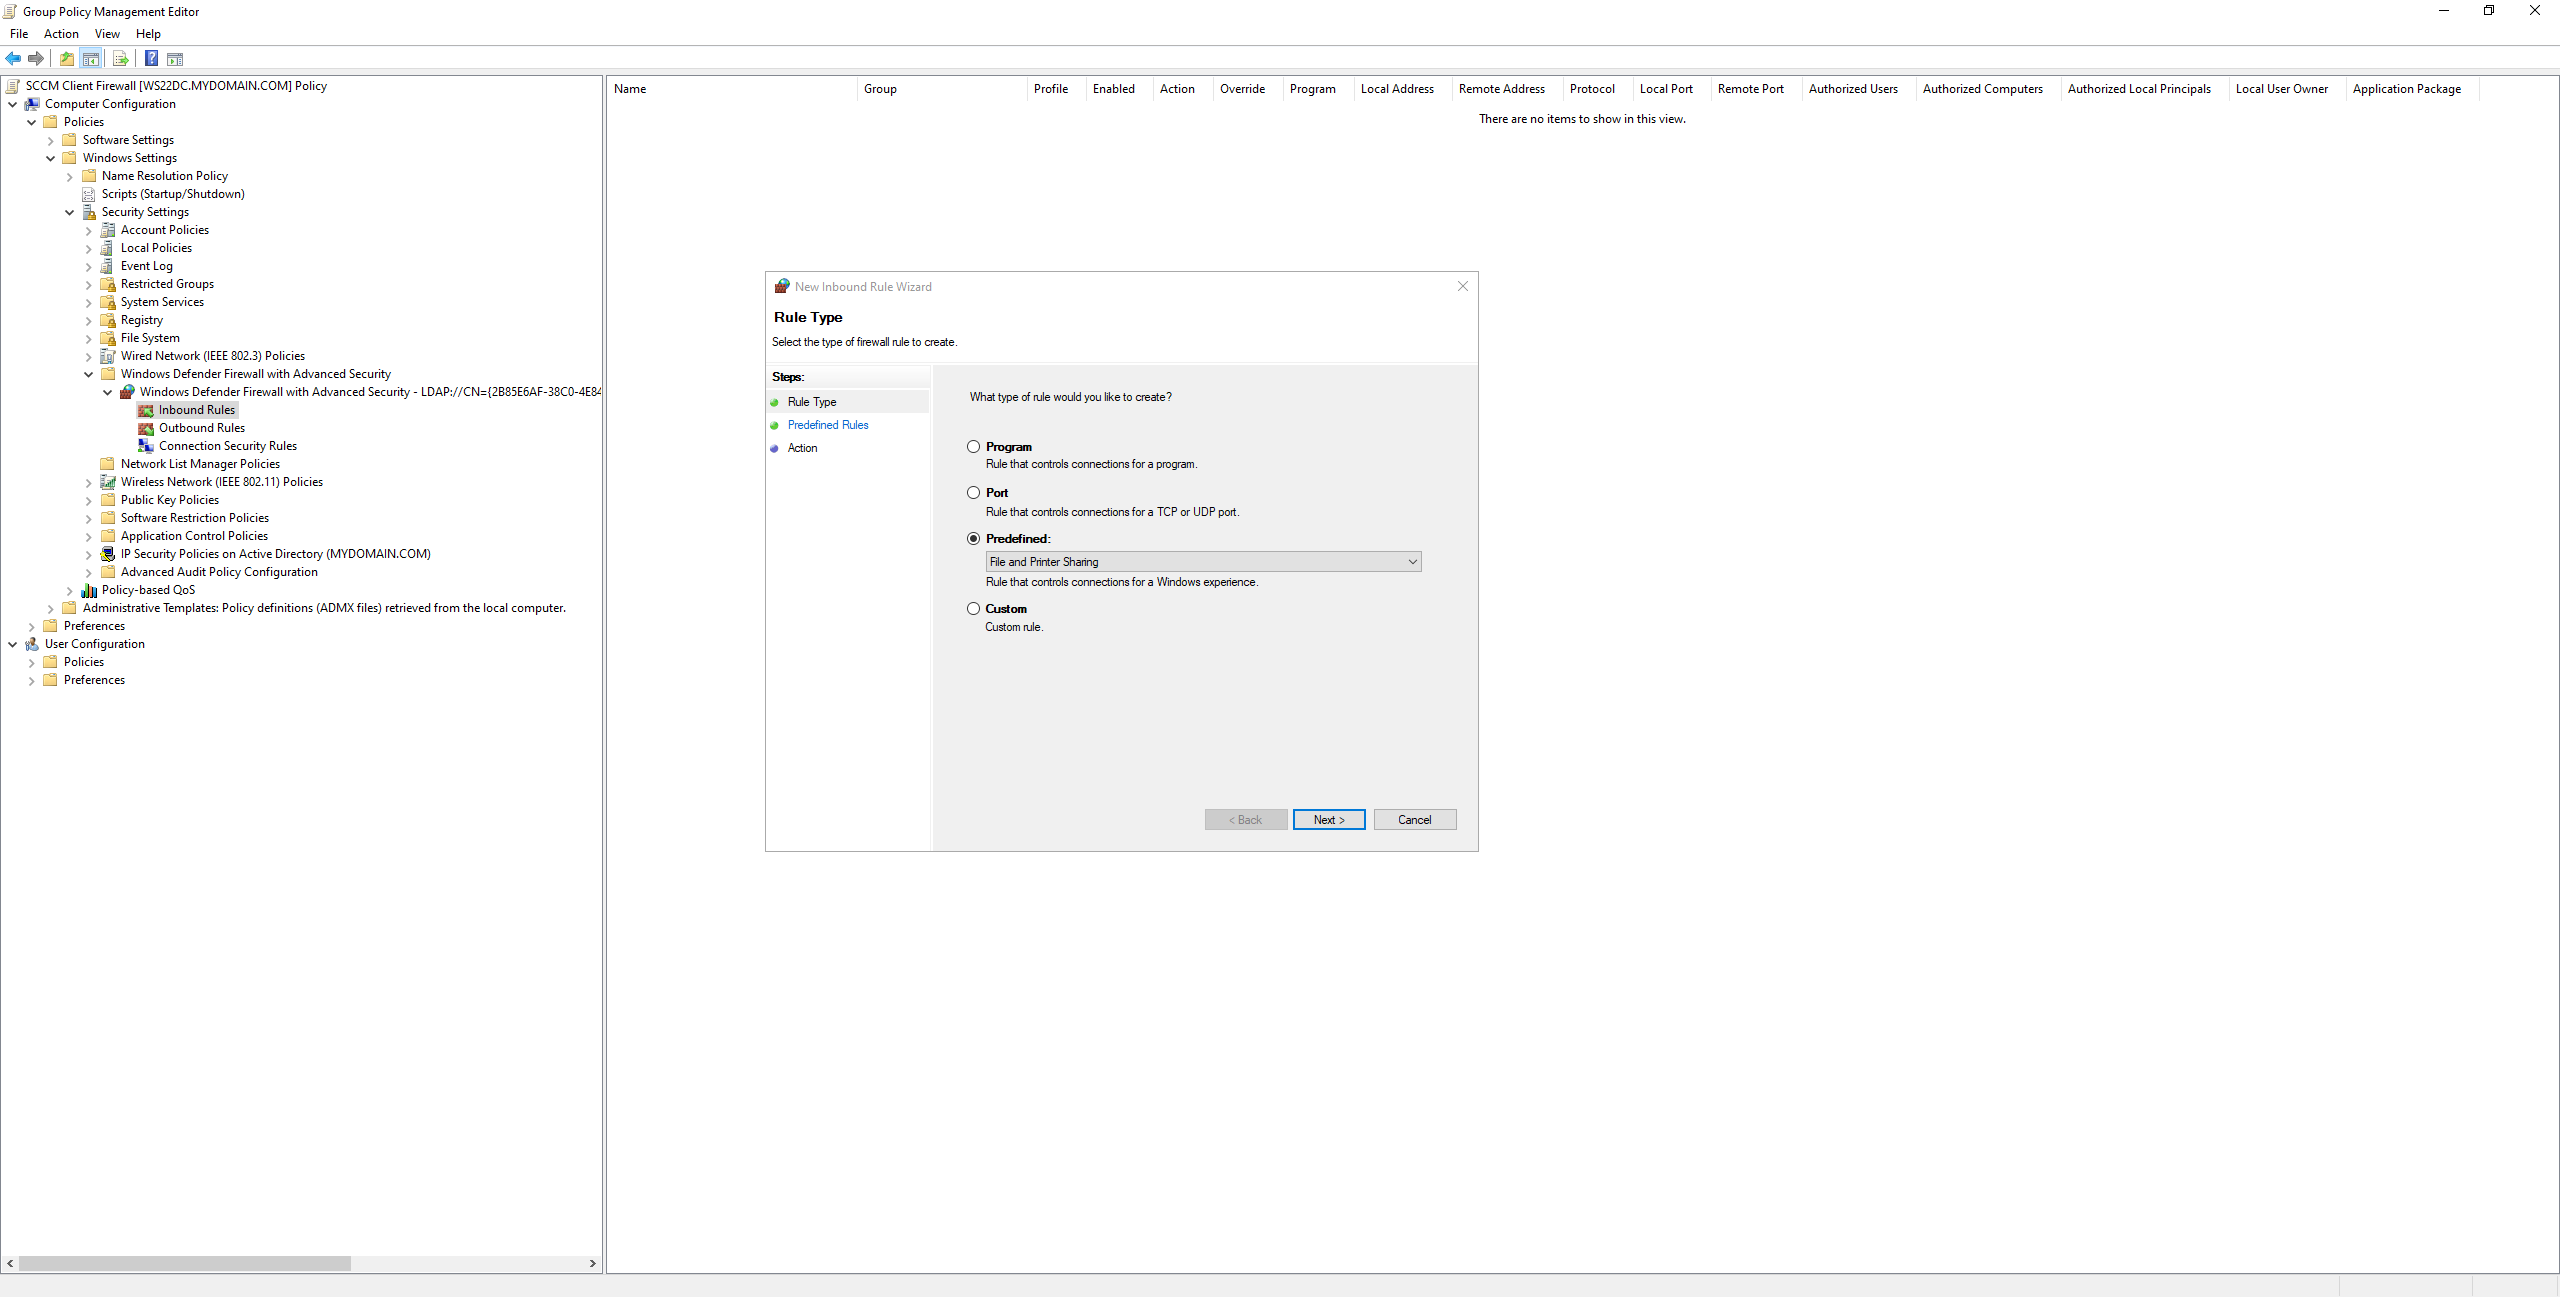 Group Policy Management Editor
File Action View Help
SCCM Client Firewall [WS22DC.MYDOMAIN.COM] Policy
Computer Configuration
Policies
Software Settings
Windows Settings
Name Resolution Policy
Scripts (Startup/Shutdown)
Security Settings
Account Policies
Local Policies
Event Log
Restricted Groups
System Services
Registry
File System
Wired Network (IEEE 802.3) Policies
Windows Defender Firewall with Advanced Security
Windows Defender Firewall with Advanced Security - LDAP://CN={2B85E6AF-38C0-4E84
Inbound Rules
Outbound Rules
Connection Security Rules
Network List Manager Policies
Wireless Network (IEEE 802.11) Policies
Public Key Policies
Software Restriction Policies
Application Control Policies
IP Security Policies on Active Directory (MYDOMAIN.COM)
Advanced Audit Policy Configuration
Policy-based QoS
Administrative Templates: Policy definitions (ADMX files) retrieved from the local computer.
Preferences
User Configuration
Policies
Preferences
Name Group Profile Enabled Action Override Program Local Address Remote Address Protocol Local Port Remote Port Authorized Users Authorized Computers Authorized Local Principals Local User Owner Application Package
There are no items to show in this view.
New Inbound Rule Wizard
Rule Type
Select the type of firewall rule to create.
Steps:
Rule Type
Predefined Rules
Action
What type of rule would you like to create?
Program
Rule that controls connections for a program.
Port
Rule that controls connections for a TCP or UDP port.
Predefined:
File and Printer Sharing
Rule that controls connections for a Windows experience.
Custom
Custom rule.
< Back Next > Cancel